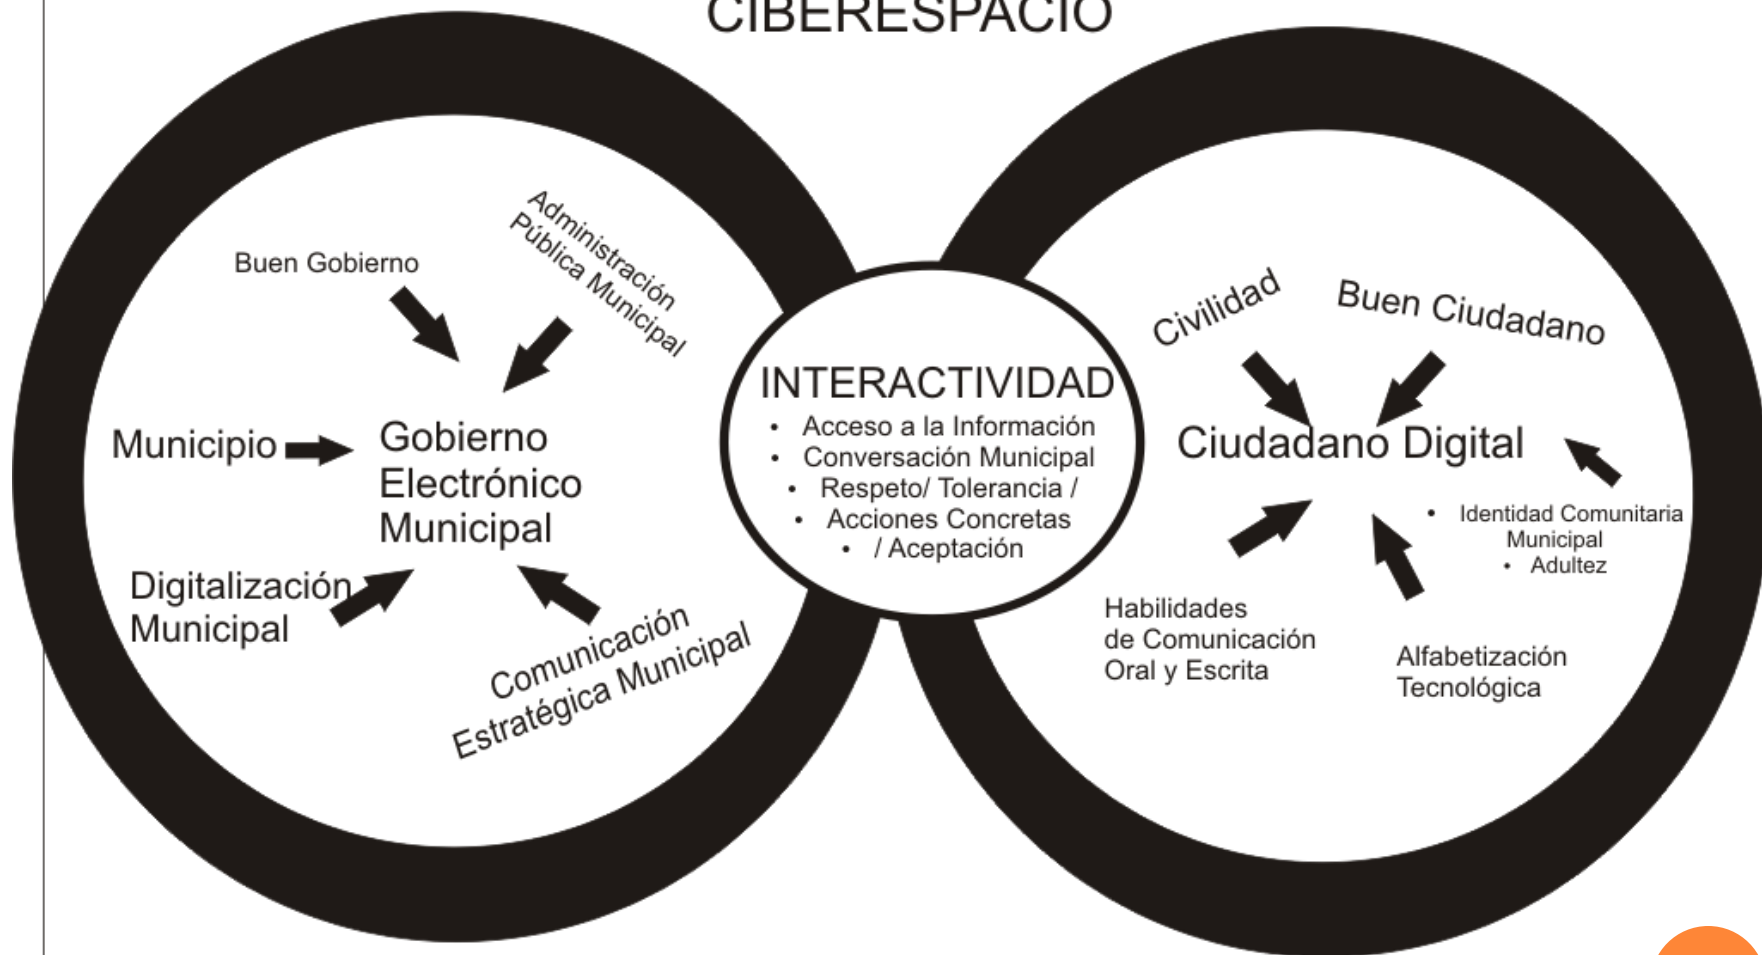 CIBERESPACIO
Buen Gobierno
Administración
Pública Municipal
Municipio
Gobierno
Electrónico
Municipal
Digitalización
Municipal
Comunicación
Estratégica Municipal
INTERACTIVIDAD
• Acceso a la Información
• Conversación Municipal
• Respeto/ Tolerancia /
• Acciones Concretas
• / Aceptación
Civilidad
Buen Ciudadano
Ciudadano Digital
• Identidad Comunitaria
Municipal
• Adultez
Habilidades
de Comunicación
Oral y Escrita
Alfabetización
Tecnológica